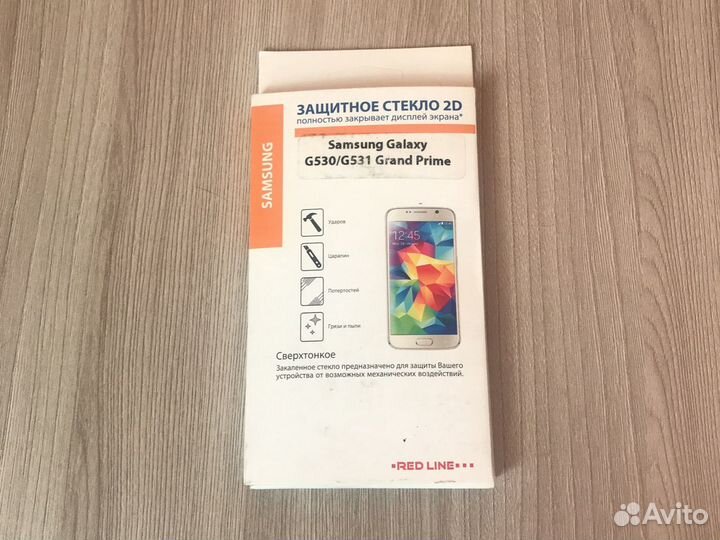 SAMSUNG
ЗАЩИТНОЕ СТЕКЛО 2D
полностью закрывает дисплей экрана*
Samsung Galaxy
G530/G531 Grand Prime
Ударов
Царапин
Потертостей
Грязи и пыли
12:45
Сверхтонкое
Закаленное стекло предназначено для защиты Вашего
устройства от возможных механических воздействий.
RED LINE
Avito